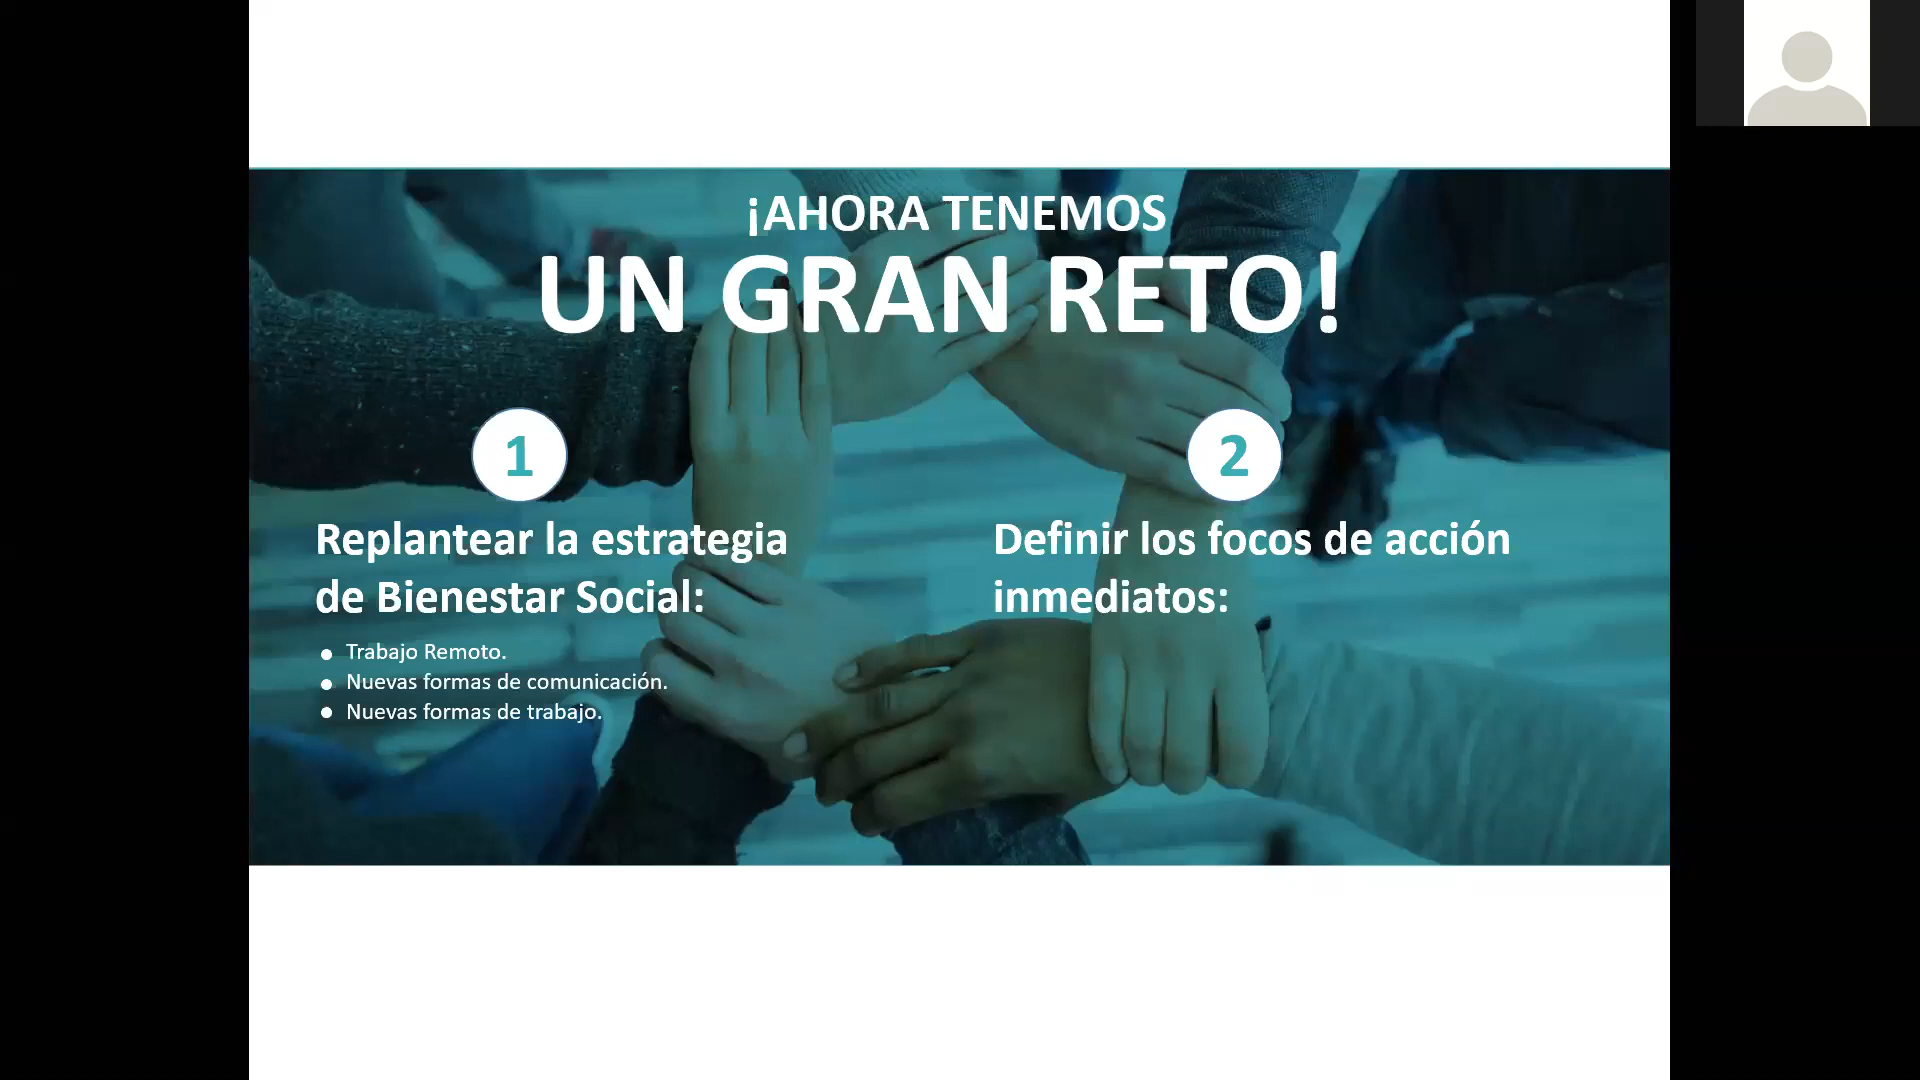 ¡AHORA TENEMOS
UN GRAN RETO!
1
Replantear la estrategia
de Bienestar Social:
● Trabajo Remoto.
● Nuevas formas de comunicación.
● Nuevas formas de trabajo.
2
Definir los focos de acción
inmediatos: